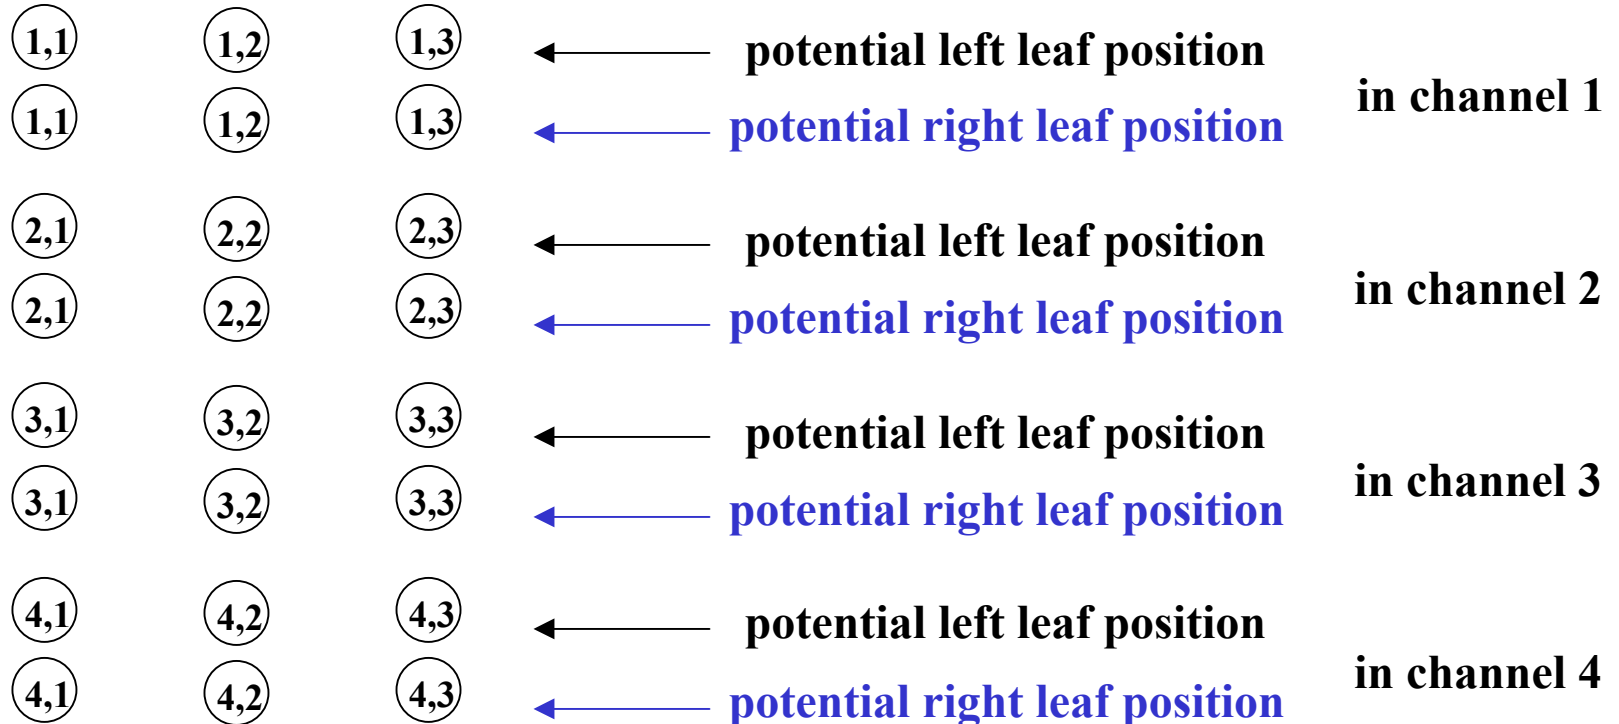 1,1 1,2 1,3 potential left leaf position
in channel 1
1,1 1,2 1,3 potential right leaf position
2,1 2,2 2,3 potential left leaf position
in channel 2
2,1 2,2 2,3 potential right leaf position
3,1 3,2 3,3 potential left leaf position
in channel 3
3,1 3,2 3,3 potential right leaf position
4,1 4,2 4,3 potential left leaf position
in channel 4
4,1 4,2 4,3 potential right leaf position